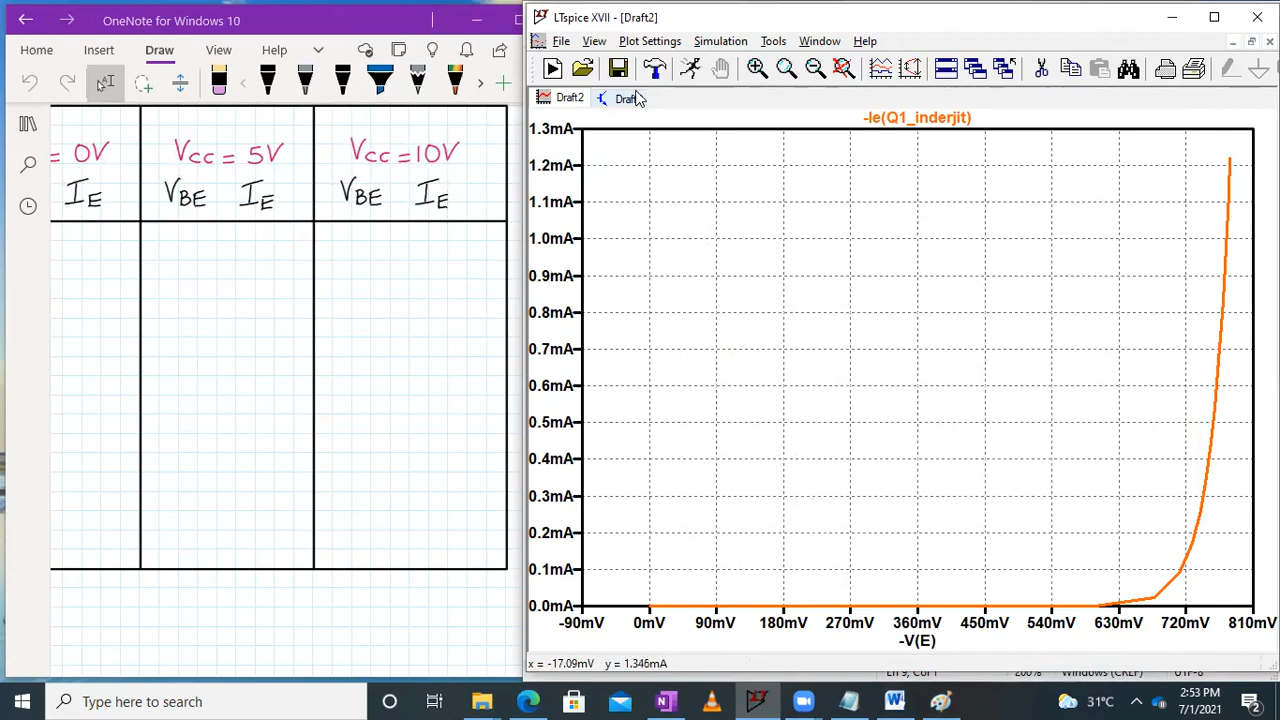 OneNote for Windows 10
Home Insert Draw View Help
= 0V Vcc = 5V Vcc = 10V
IE VBE IE VBE IE
LTspice XVII - [Draft2]
File View Plot Settings Simulation Tools Window Help
Draft2 Draft
-Ie(Q1_inderjit)
1.3mA
1.2mA
1.1mA
1.0mA
0.9mA
0.8mA
0.7mA
0.6mA
0.5mA
0.4mA
0.3mA
0.2mA
0.1mA
0.0mA
-90mV 0mV 90mV 180mV 270mV 360mV 450mV 540mV 630mV 720mV 810mV
-V(E)
x = -17.09mV y = 1.346mA
Type here to search
31°C
2:53 PM
7/1/2021
2